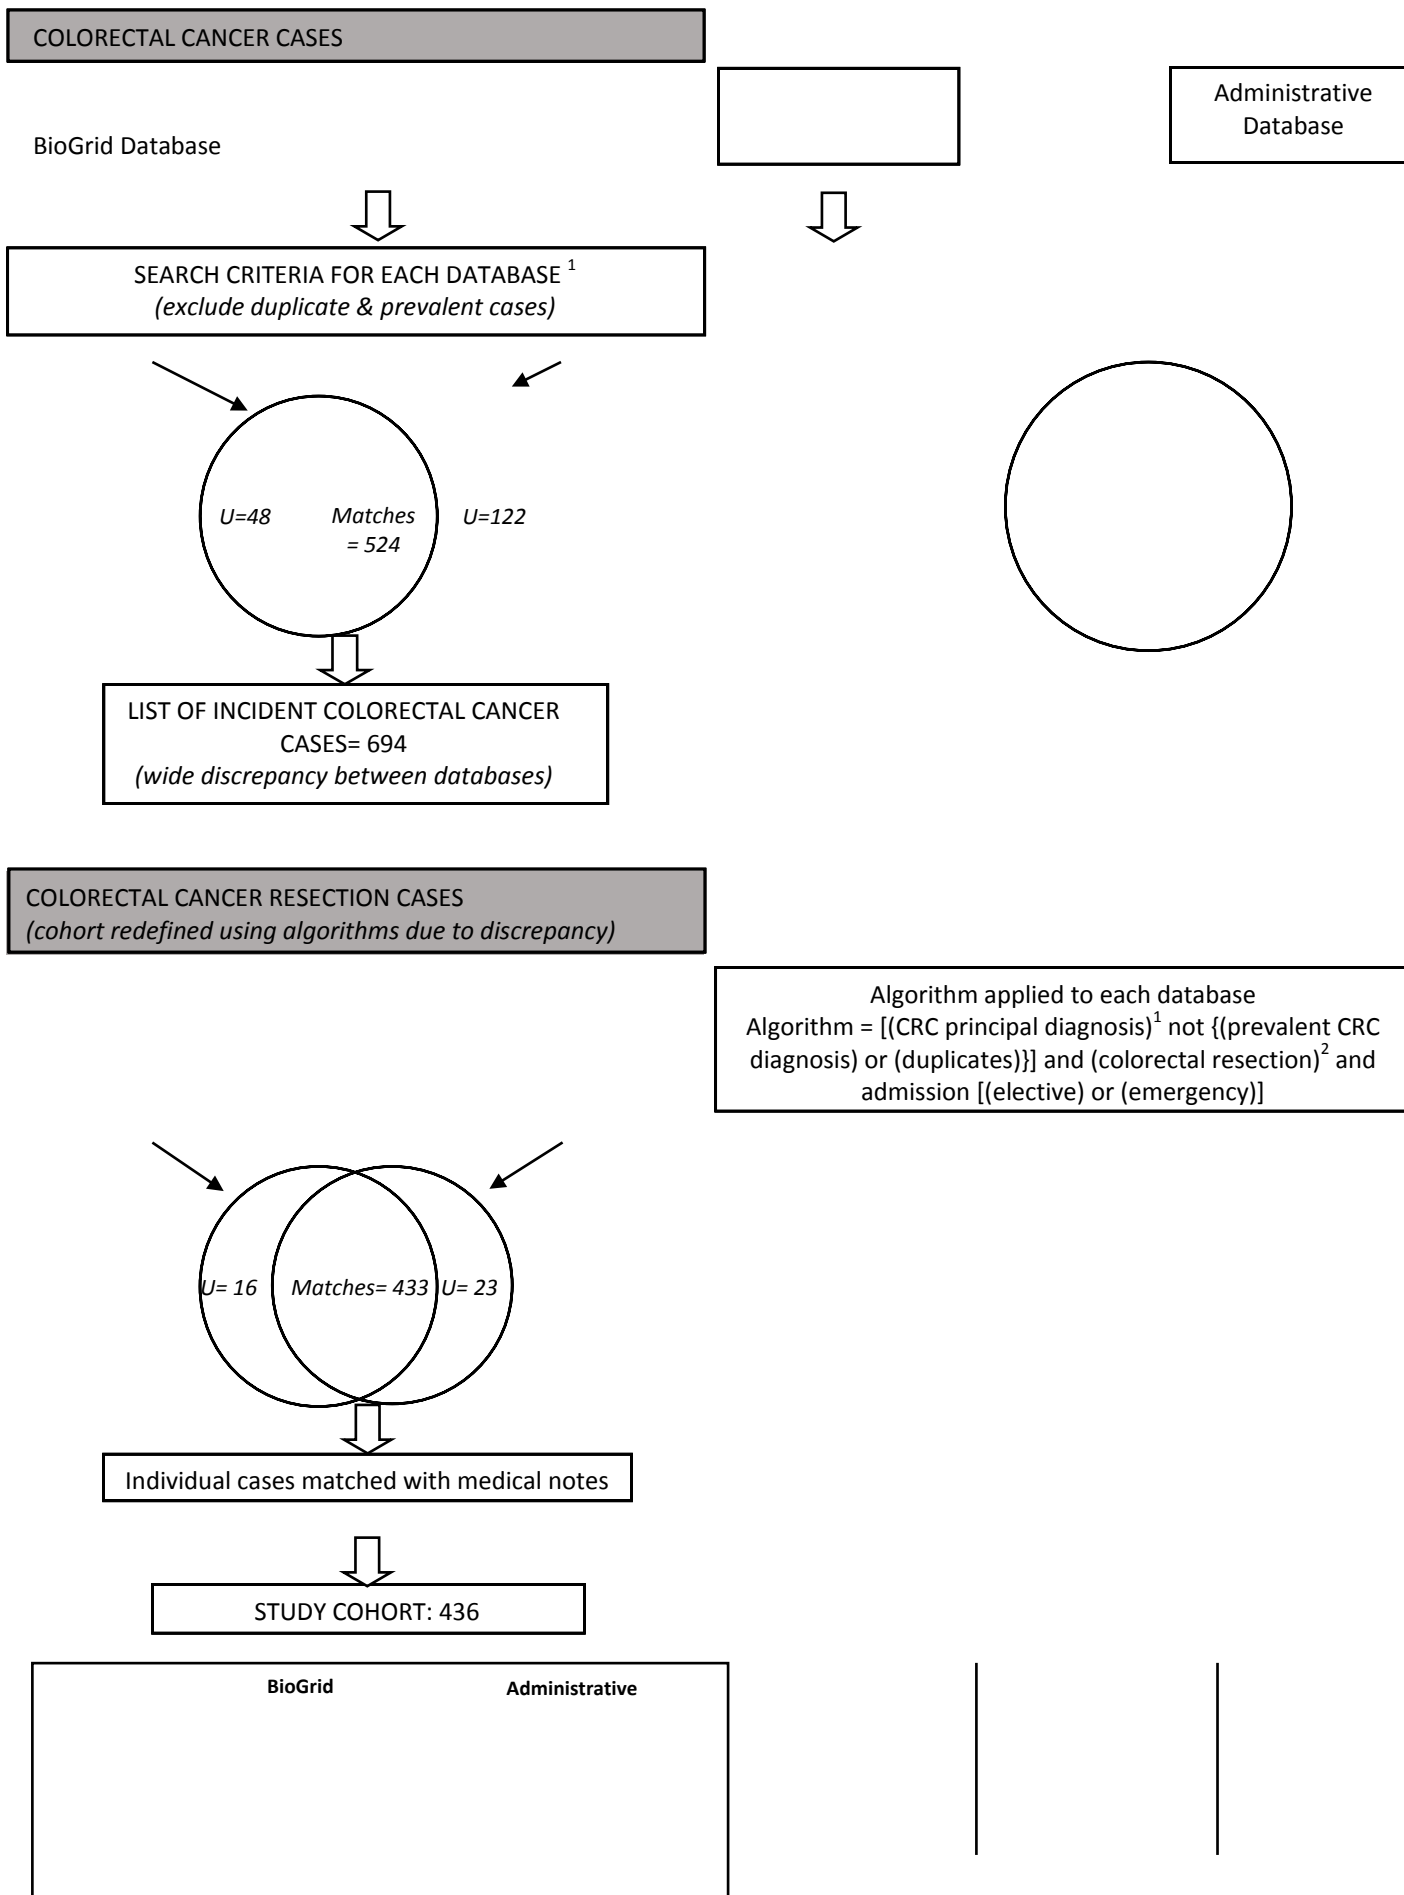 COLORECTAL CANCER CASES
BioGrid Database
Administrative
Database
SEARCH CRITERIA FOR EACH DATABASE 1
(exclude duplicate & prevalent cases)
U=48 Matches U=122
= 524
LIST OF INCIDENT COLORECTAL CANCER
CASES= 694
(wide discrepancy between databases)
COLORECTAL CANCER RESECTION CASES
(cohort redefined using algorithms due to discrepancy)
Algorithm applied to each database
Algorithm = [(CRC principal diagnosis)1 not {(prevalent CRC
diagnosis) or (duplicates)}] and (colorectal resection)2 and
admission [(elective) or (emergency)]
U= 16 Matches= 433 U= 23
Individual cases matched with medical notes
STUDY COHORT: 436
BioGrid Administrative